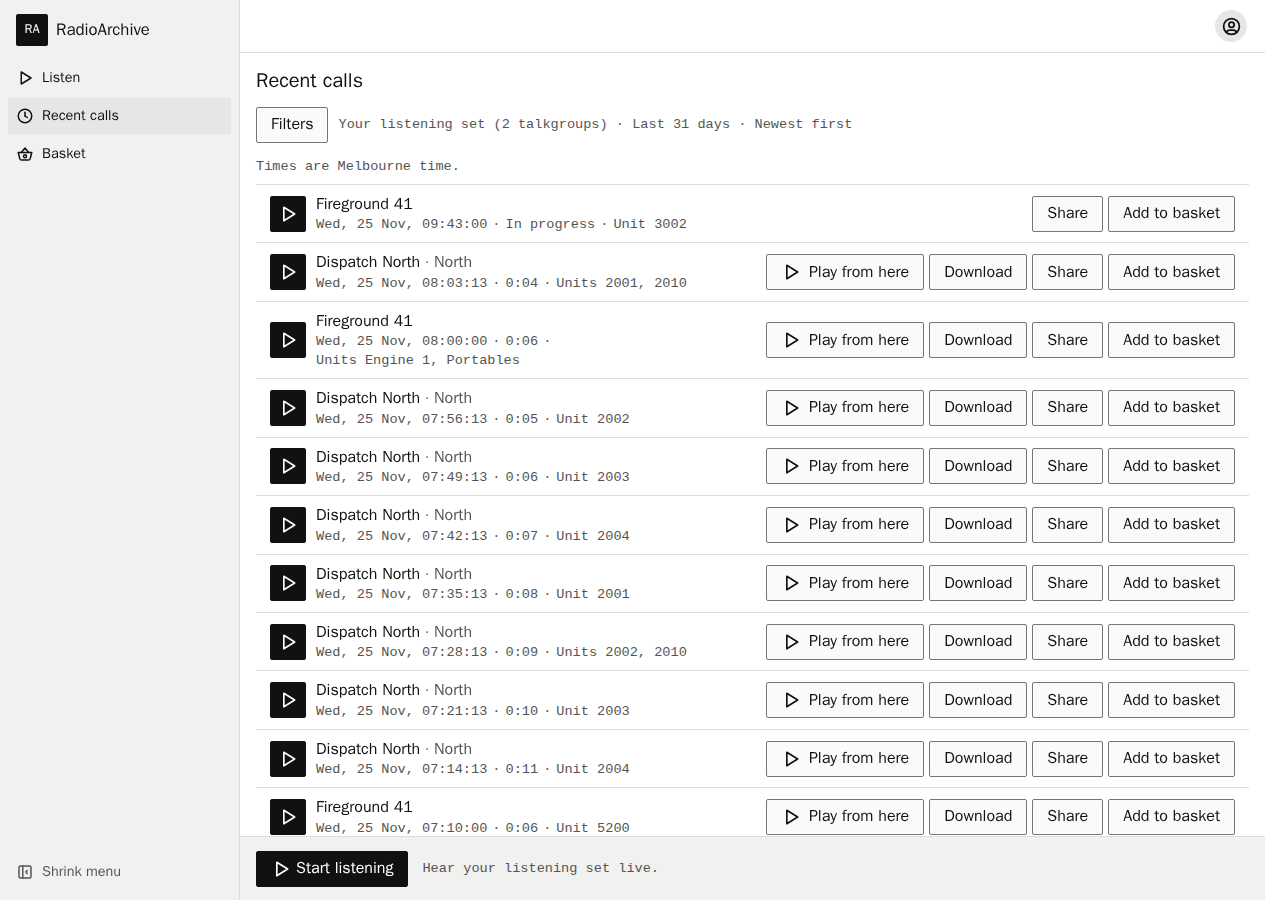 RA RadioArchive
Listen
Recent calls
Basket
Shrink menu
Recent calls
Filters Your listening set (2 talkgroups) · Last 31 days · Newest first
Times are Melbourne time.
Fireground 41
Wed, 25 Nov, 09:43:00 · In progress · Unit 3002
Share Add to basket
Dispatch North · North
Wed, 25 Nov, 08:03:13 · 0:04 · Units 2001, 2010
Play from here Download Share Add to basket
Fireground 41
Wed, 25 Nov, 08:00:00 · 0:06 ·
Units Engine 1, Portables
Play from here Download Share Add to basket
Dispatch North · North
Wed, 25 Nov, 07:56:13 · 0:05 · Unit 2002
Play from here Download Share Add to basket
Dispatch North · North
Wed, 25 Nov, 07:49:13 · 0:06 · Unit 2003
Play from here Download Share Add to basket
Dispatch North · North
Wed, 25 Nov, 07:42:13 · 0:07 · Unit 2004
Play from here Download Share Add to basket
Dispatch North · North
Wed, 25 Nov, 07:35:13 · 0:08 · Unit 2001
Play from here Download Share Add to basket
Dispatch North · North
Wed, 25 Nov, 07:28:13 · 0:09 · Units 2002, 2010
Play from here Download Share Add to basket
Dispatch North · North
Wed, 25 Nov, 07:21:13 · 0:10 · Unit 2003
Play from here Download Share Add to basket
Dispatch North · North
Wed, 25 Nov, 07:14:13 · 0:11 · Unit 2004
Play from here Download Share Add to basket
Fireground 41
Wed, 25 Nov, 07:10:00 · 0:06 · Unit 5200
Play from here Download Share Add to basket
Start listening Hear your listening set live.